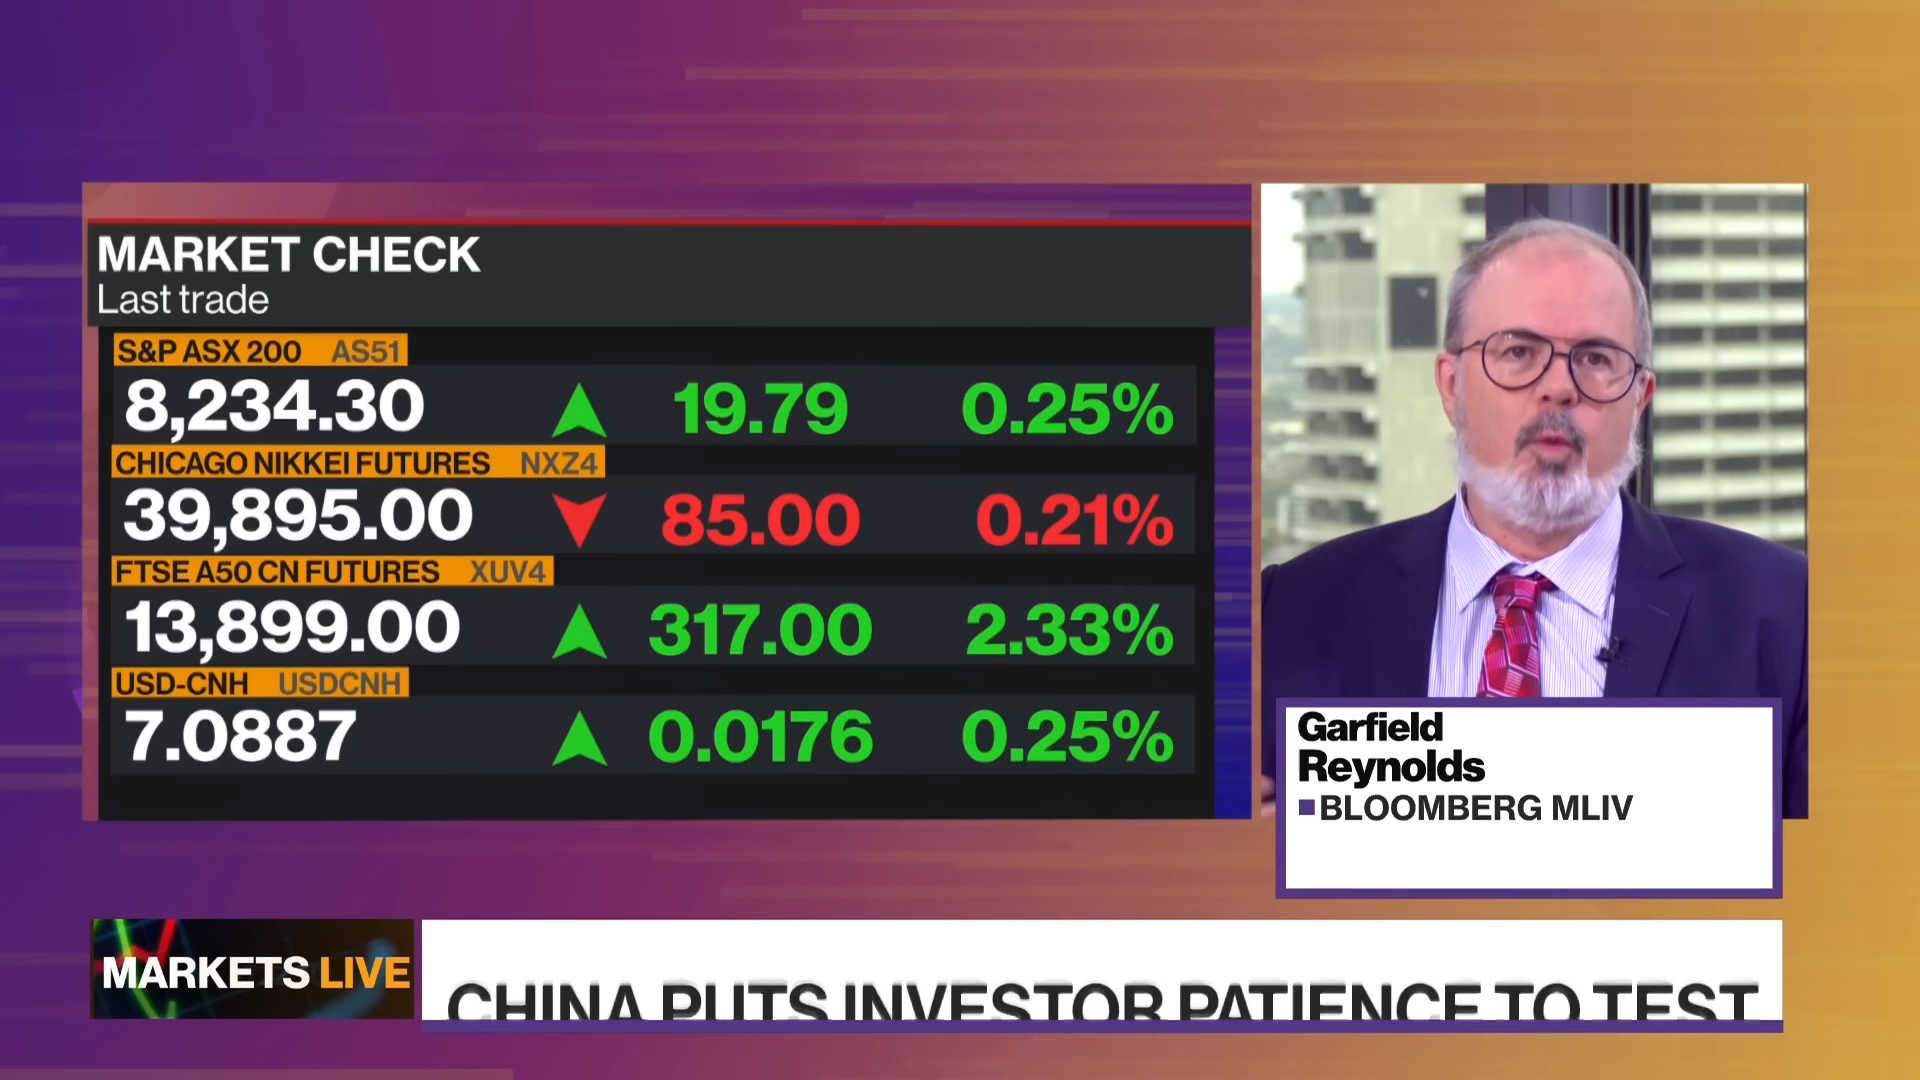 MARKET CHECK
Last trade
S&P ASX 200 AS51
8,234.30 19.79 0.25%
CHICAGO NIKKEI FUTURES NXZ4
39,895.00 85.00 0.21%
FTSE A50 CN FUTURES XUV4
13,899.00 317.00 2.33%
USD-CNH USDCNH
7.0887 0.0176 0.25%
Garfield
Reynolds
BLOOMBERG MLIV
MARKETS LIVE
CHINA PUTS INVESTOR PATIENCE TO TEST